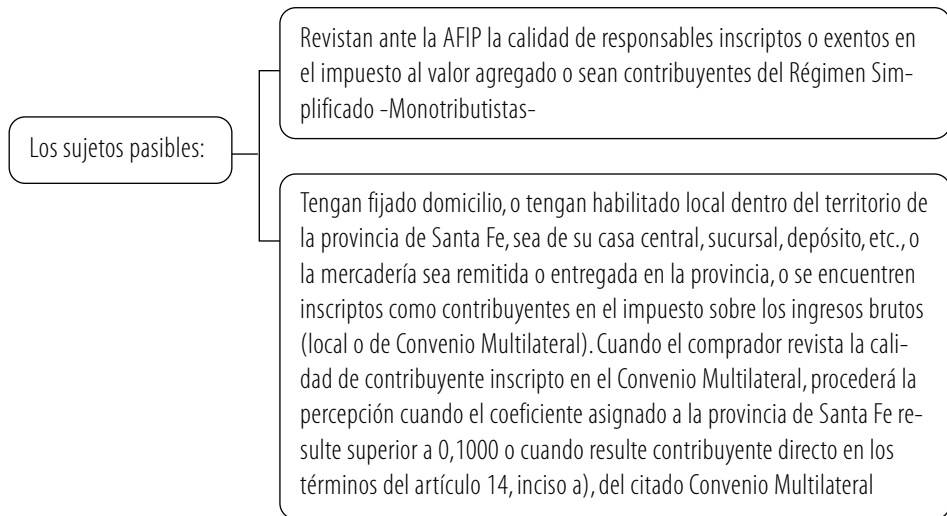 Los sujetos pasibles:
Revistan ante la AFIP la calidad de responsables inscriptos o exentos en
el impuesto al valor agregado o sean contribuyentes del Régimen Sim-
plificado -Monotributistas-
Tengan fijado domicilio, o tengan habilitado local dentro del territorio de
la provincia de Santa Fe, sea de su casa central, sucursal, depósito, etc., o
la mercadería sea remitida o entregada en la provincia, o se encuentren
inscriptos como contribuyentes en el impuesto sobre los ingresos brutos
(local o de Convenio Multilateral). Cuando el comprador revista la cali-
dad de contribuyente inscripto en el Convenio Multilateral, procederá la
percepción cuando el coeficiente asignado a la provincia de Santa Fe re-
sulte superior a 0,1000 o cuando resulte contribuyente directo en los
términos del artículo 14, inciso a), del citado Convenio Multilateral